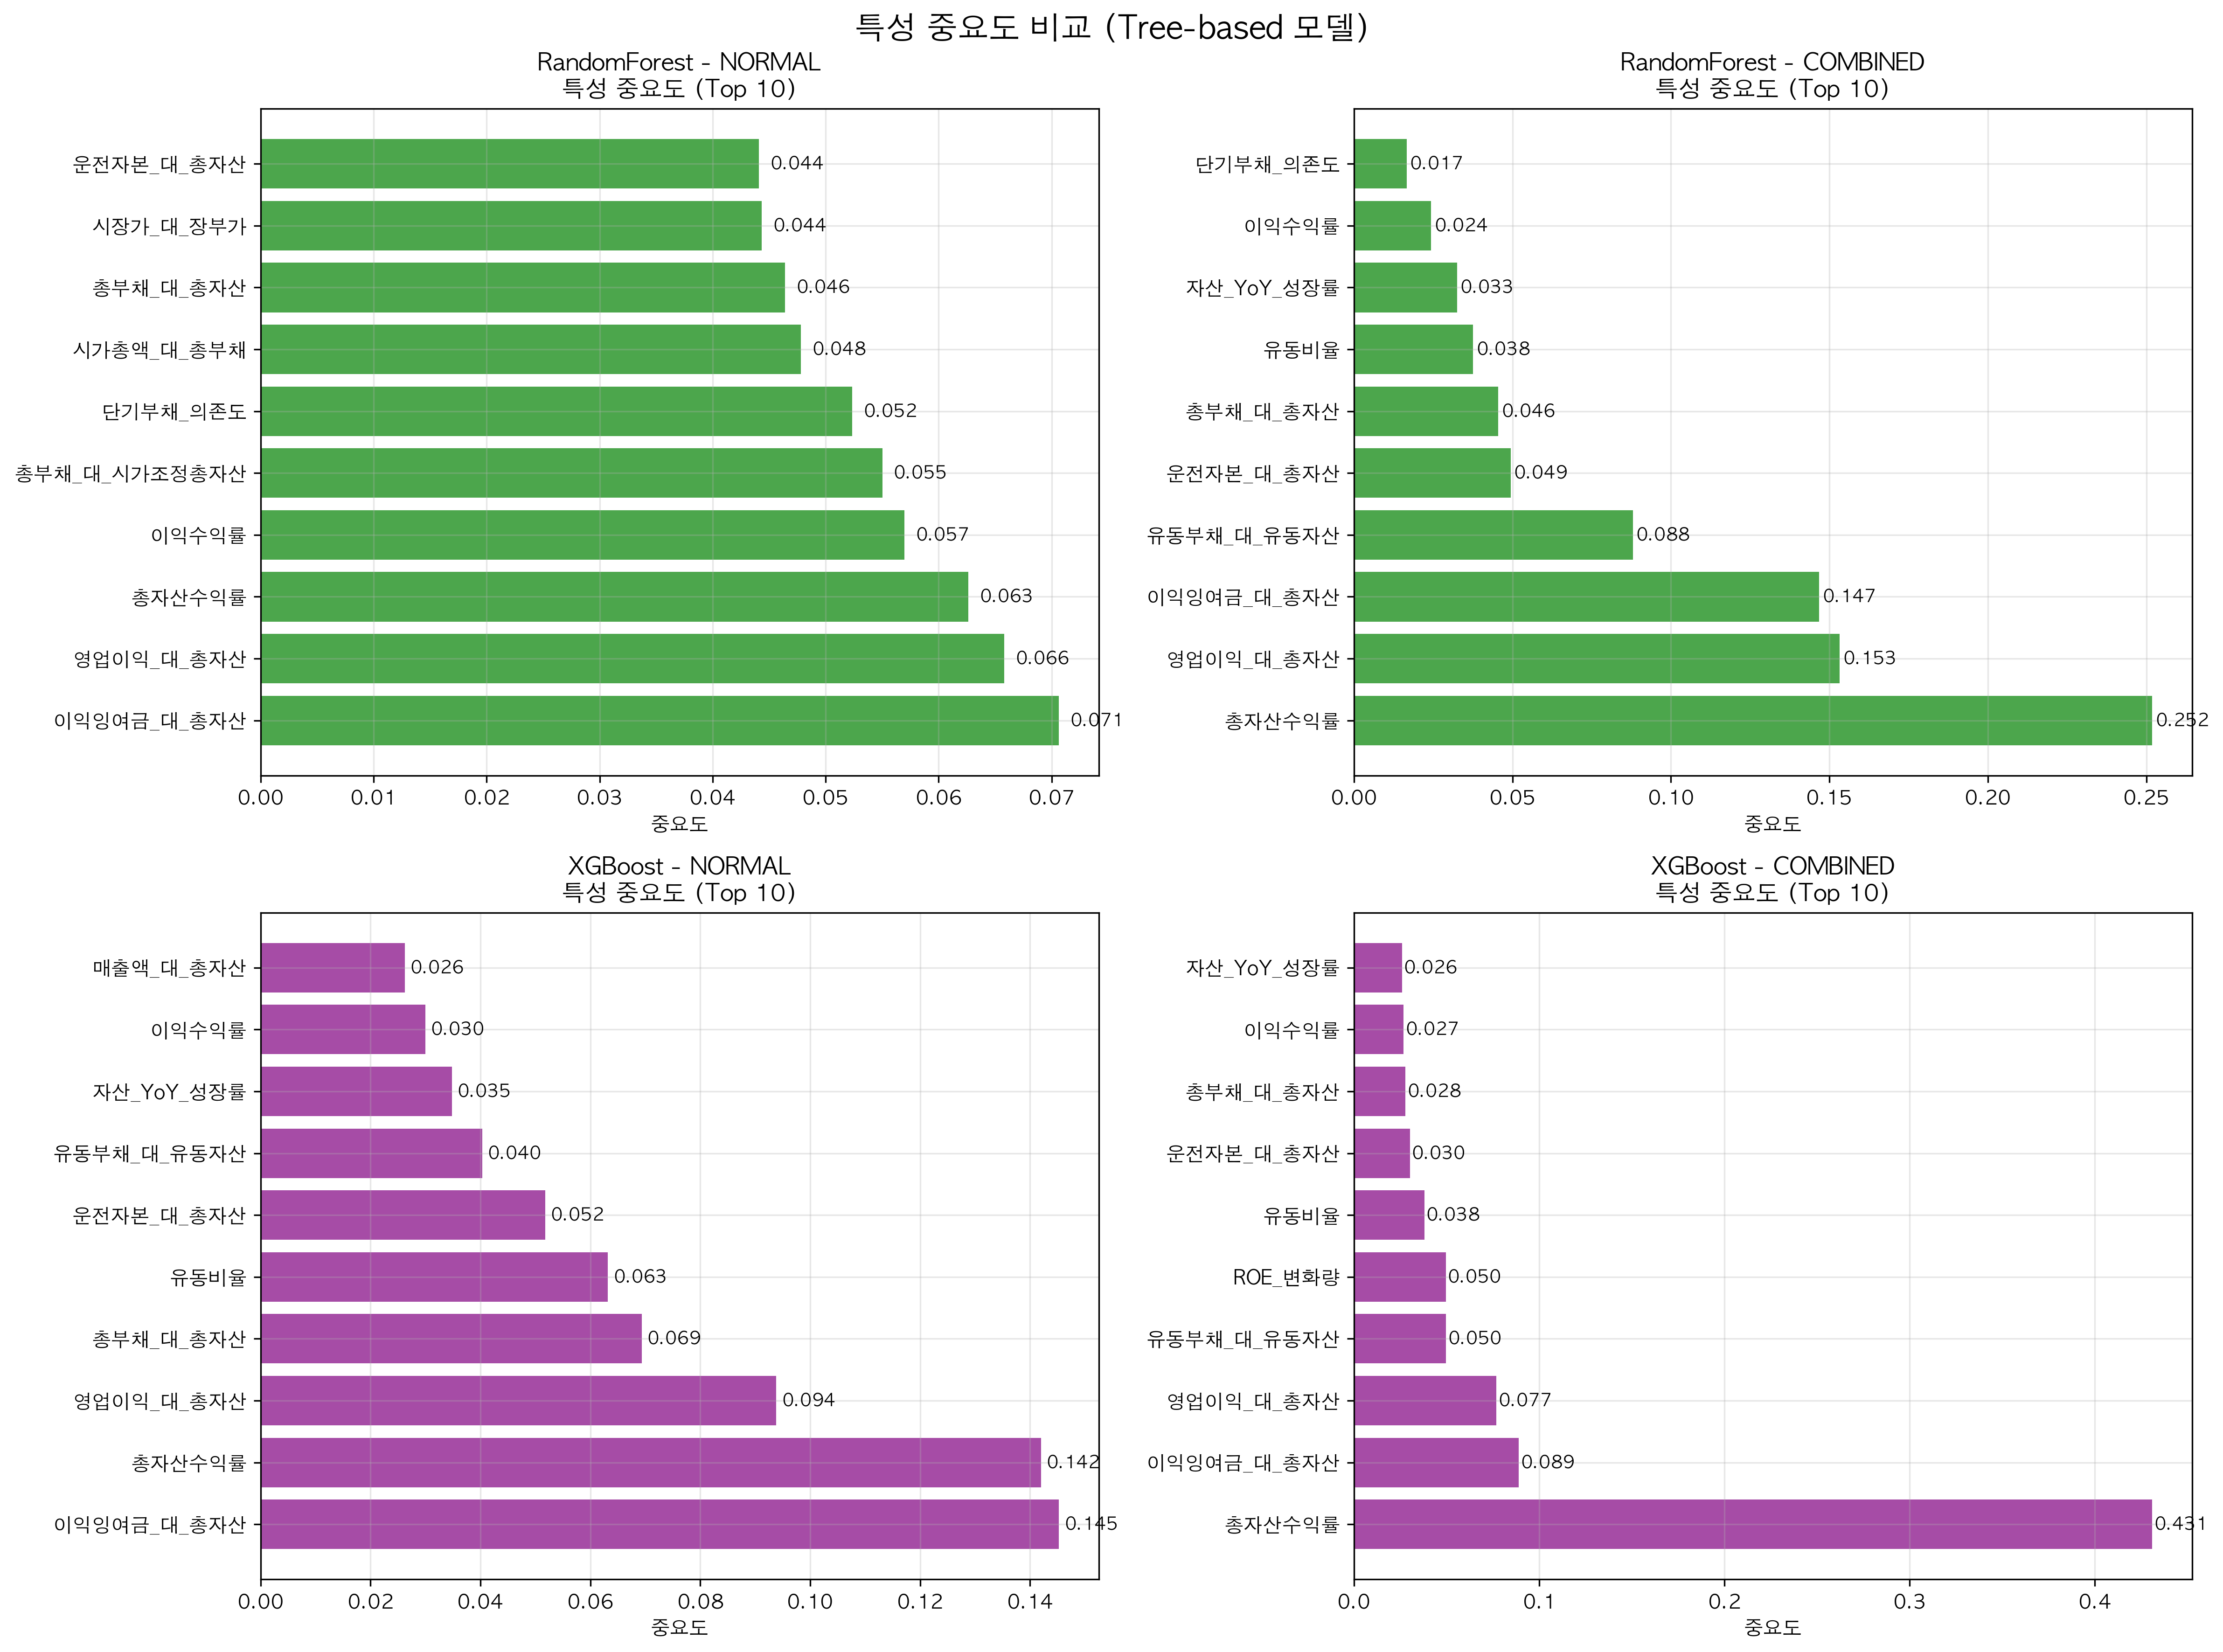 특성 중요도 비교 (Tree-based 모델)
RandomForest - NORMAL
특성 중요도 (Top 10)
운전자본_대_총자산 0.044
시장가_대_장부가 0.044
총부채_대_총자산 0.046
시가총액_대_총부채 0.048
단기부채_의존도 0.052
총부채_대_시가조정총자산 0.055
이익수익률 0.057
총자산수익률 0.063
영업이익_대_총자산 0.066
이익잉여금_대_총자산 0.071
0.00 0.01 0.02 0.03 0.04 0.05 0.06 0.07
중요도
RandomForest - COMBINED
특성 중요도 (Top 10)
단기부채_의존도 0.017
이익수익률 0.024
자산_YoY_성장률 0.033
유동비율 0.038
총부채_대_총자산 0.046
운전자본_대_총자산 0.049
유동부채_대_유동자산 0.088
이익잉여금_대_총자산 0.147
영업이익_대_총자산 0.153
총자산수익률 0.252
0.00 0.05 0.10 0.15 0.20 0.25
중요도
XGBoost - NORMAL
특성 중요도 (Top 10)
매출액_대_총자산 0.026
이익수익률 0.030
자산_YoY_성장률 0.035
유동부채_대_유동자산 0.040
운전자본_대_총자산 0.052
유동비율 0.063
총부채_대_총자산 0.069
영업이익_대_총자산 0.094
총자산수익률 0.142
이익잉여금_대_총자산 0.145
0.00 0.02 0.04 0.06 0.08 0.10 0.12 0.14
중요도
XGBoost - COMBINED
특성 중요도 (Top 10)
자산_YoY_성장률 0.026
이익수익률 0.027
총부채_대_총자산 0.028
운전자본_대_총자산 0.030
유동비율 0.038
ROE_변화량 0.050
유동부채_대_유동자산 0.050
영업이익_대_총자산 0.077
이익잉여금_대_총자산 0.089
총자산수익률 0.431
0.0 0.1 0.2 0.3 0.4
중요도